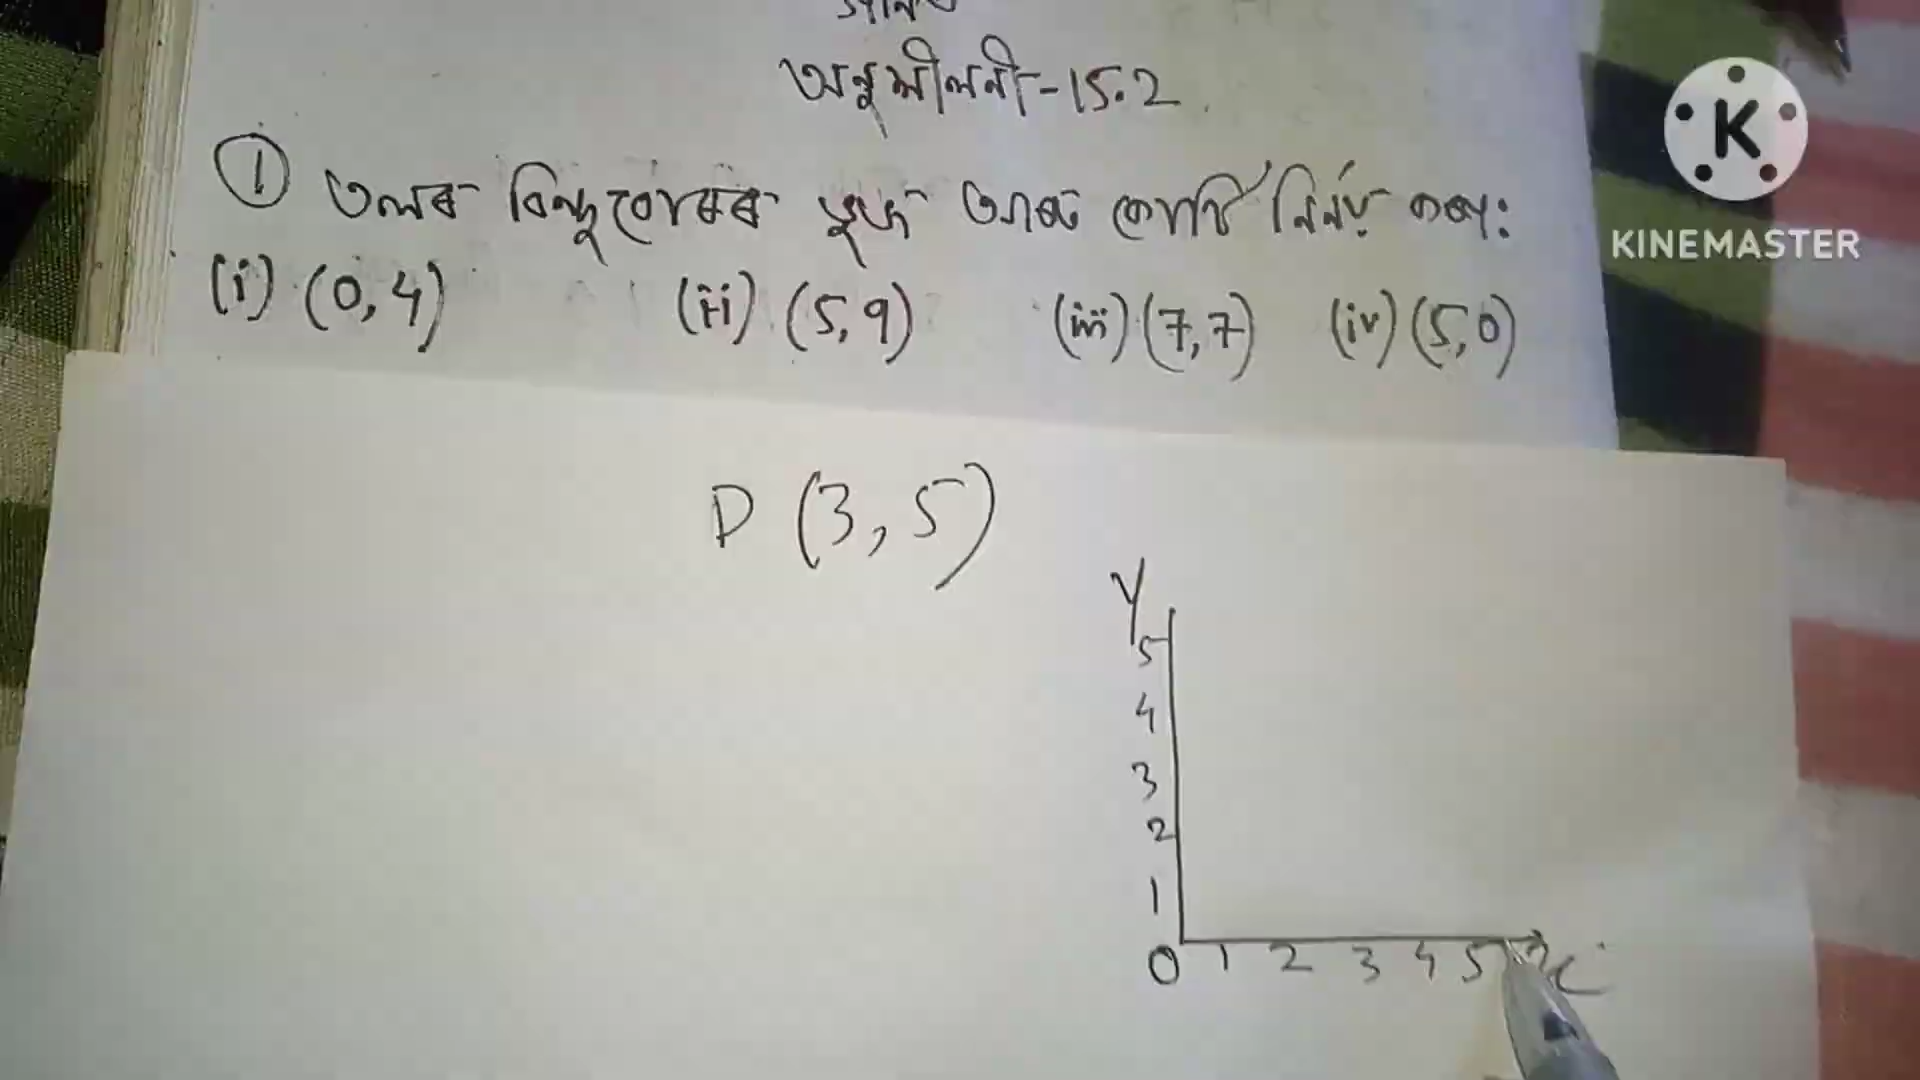 অনুশীলনী-15.2
① তলৰ বিন্দুবোৰৰ ভূজ আৰু কোটি নিৰ্ণয় কৰা:
(i) (0,4) (ii) (5,9) (iii) (7,7) (iv) (5,0)
K
KINEMASTER
P (3,5)
Y
5
4
3
2
1
0 1 2 3 4 5 x